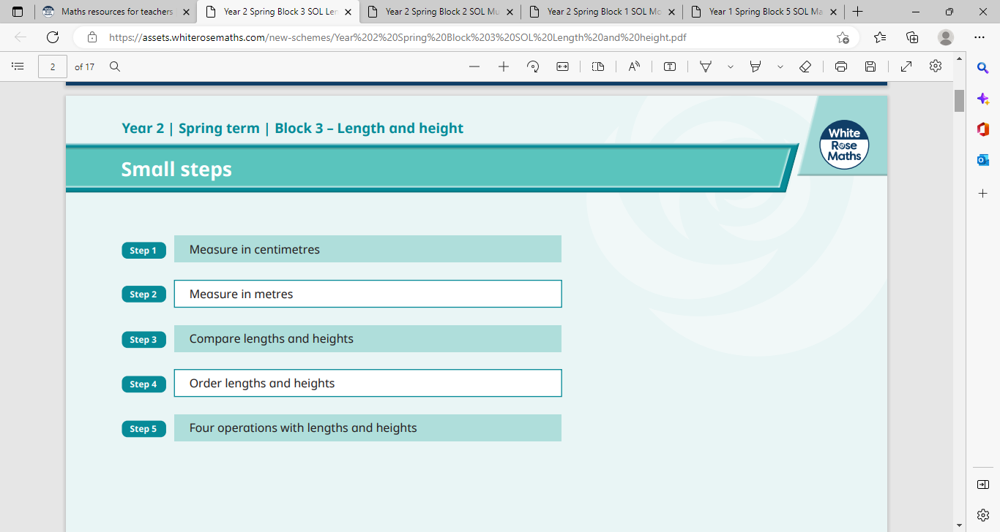 Maths resources for teachers
Year 2 Spring Block 3 SOL Ler
Year 2 Spring Block 2 SOL Mu
Year 2 Spring Block 1 SOL Mo
Year 1 Spring Block 5 SOL Ma
https://assets.whiterosemaths.com/new-schemes/Year%202%20Spring%20Block%203%20SOL%20Length%20and%20height.pdf
2 of 17
Year 2 | Spring term | Block 3 – Length and height
White
Rose
Maths
Small steps
Step 1 Measure in centimetres
Step 2 Measure in metres
Step 3 Compare lengths and heights
Step 4 Order lengths and heights
Step 5 Four operations with lengths and heights